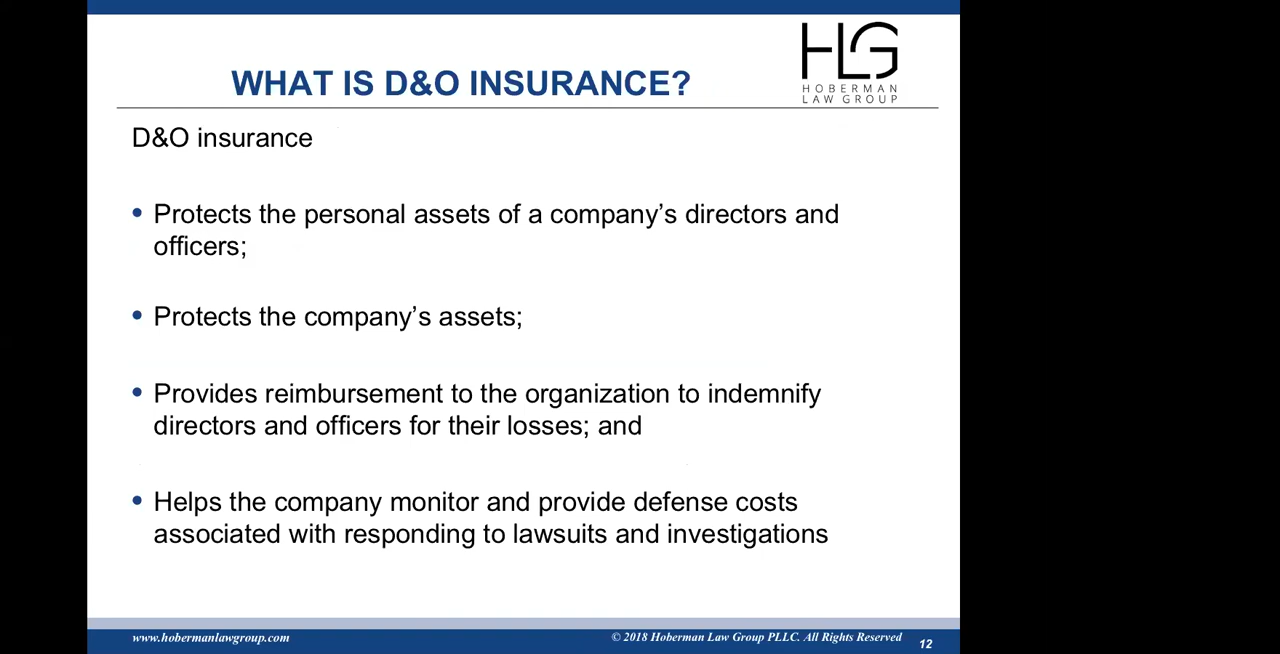 HLG
HOBERMAN
LAW GROUP
WHAT IS D&O INSURANCE?
D&O insurance
• Protects the personal assets of a company’s directors and
officers;
• Protects the company’s assets;
• Provides reimbursement to the organization to indemnify
directors and officers for their losses; and
• Helps the company monitor and provide defense costs
associated with responding to lawsuits and investigations
www.hobermanlawgroup.com
© 2018 Hoberman Law Group PLLC. All Rights Reserved
12